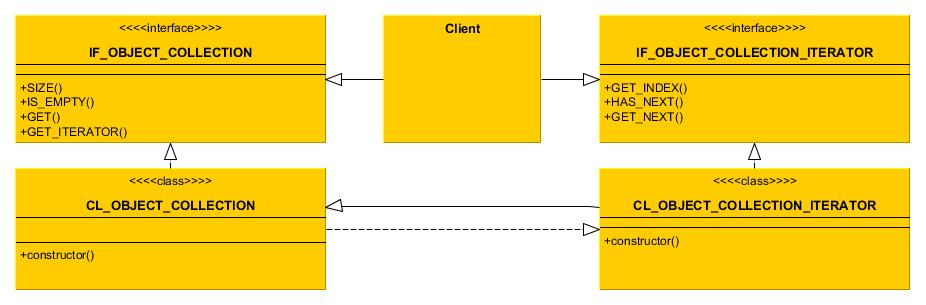 <<<<interface>>>>
IF_OBJECT_COLLECTION
+SIZE()
+IS_EMPTY()
+GET()
+GET_ITERATOR()
Client
<<<<interface>>>>
IF_OBJECT_COLLECTION_ITERATOR
+GET_INDEX()
+HAS_NEXT()
+GET_NEXT()
<<<<class>>>>
CL_OBJECT_COLLECTION
+constructor()
<<<<class>>>>
CL_OBJECT_COLLECTION_ITERATOR
+constructor()